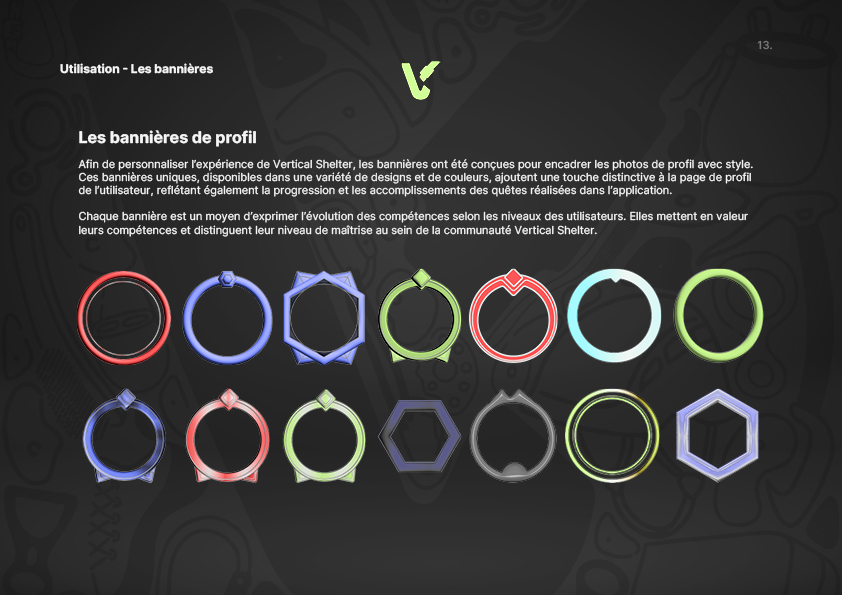 13.
Utilisation - Les bannières
Les bannières de profil
Afin de personnaliser l'expérience de Vertical Shelter, les bannières ont été conçues pour encadrer les photos de profil avec style.
Ces bannières uniques, disponibles dans une variété de designs et de couleurs, ajoutent une touche distinctive à la page de profil
de l'utilisateur, reflétant également la progression et les accomplissements des quêtes réalisées dans l'application.
Chaque bannière est un moyen d'exprimer l'évolution des compétences selon les niveaux des utilisateurs. Elles mettent en valeur
leurs compétences et distinguent leur niveau de maîtrise au sein de la communauté Vertical Shelter.